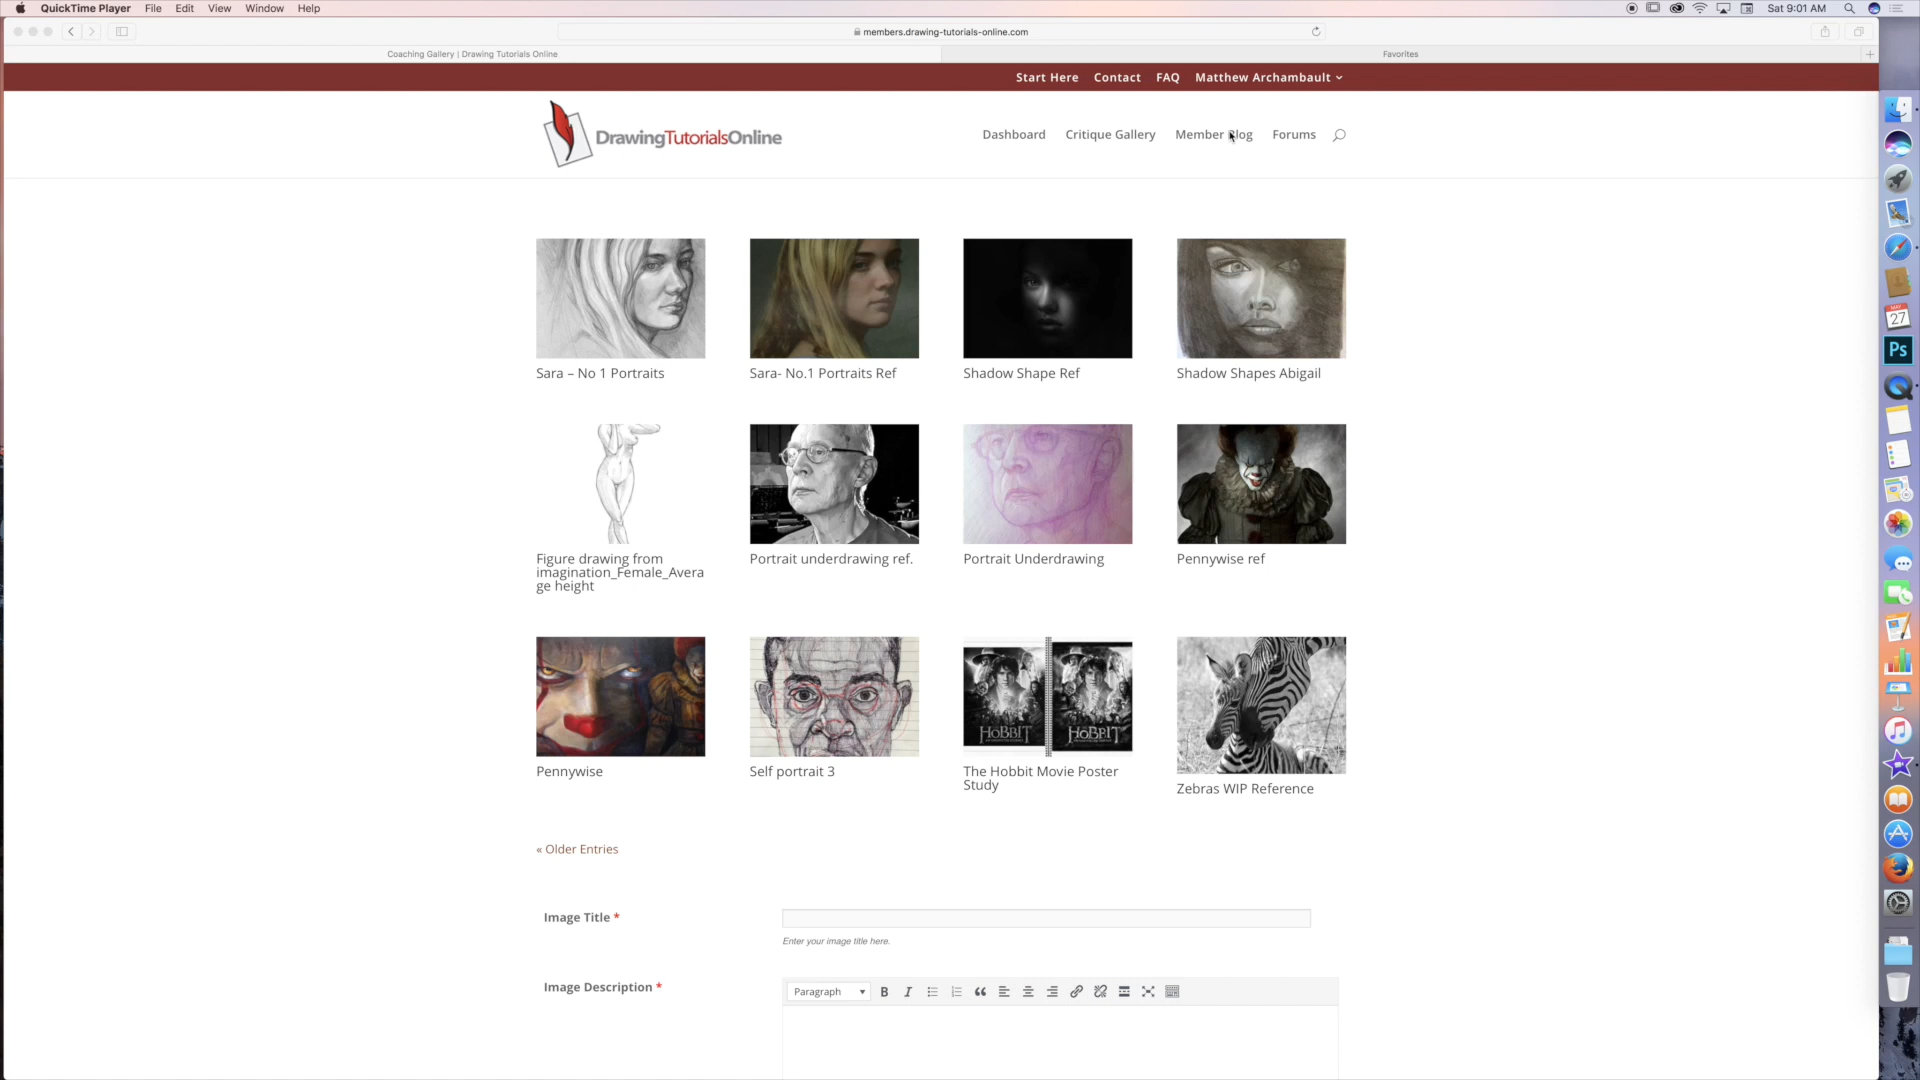 QuickTime Player File Edit View Window Help Sat 9:01 AM
members.drawing-tutorials-online.com
Coaching Gallery | Drawing Tutorials Online Favorites
Start Here Contact FAQ Matthew Archambault
DrawingTutorialsOnline
Dashboard Critique Gallery Member Blog Forums
Sara – No 1 Portraits
Sara- No.1 Portraits Ref
Shadow Shape Ref
Shadow Shapes Abigail
Figure drawing from
imagination_Female_Avera
ge height
Portrait underdrawing ref.
Portrait Underdrawing
Pennywise ref
HOBBIT HOBBIT
Pennywise
Self portrait 3
The Hobbit Movie Poster
Study
Zebras WIP Reference
« Older Entries
Image Title *
Enter your image title here.
Image Description *
Paragraph B I
27
Ps